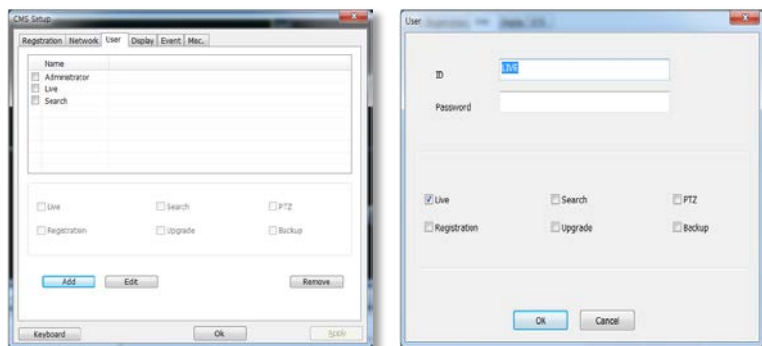 CMS Setup
Registration Network User Display Event Misc.
Name
Administrator
Live
Search
Live Search PTZ
Registration Upgrade Backup
Add Edit Remove
Keyboard Ok Apply
User
ID LIVE
Password
Live Search PTZ
Registration Upgrade Backup
OK Cancel